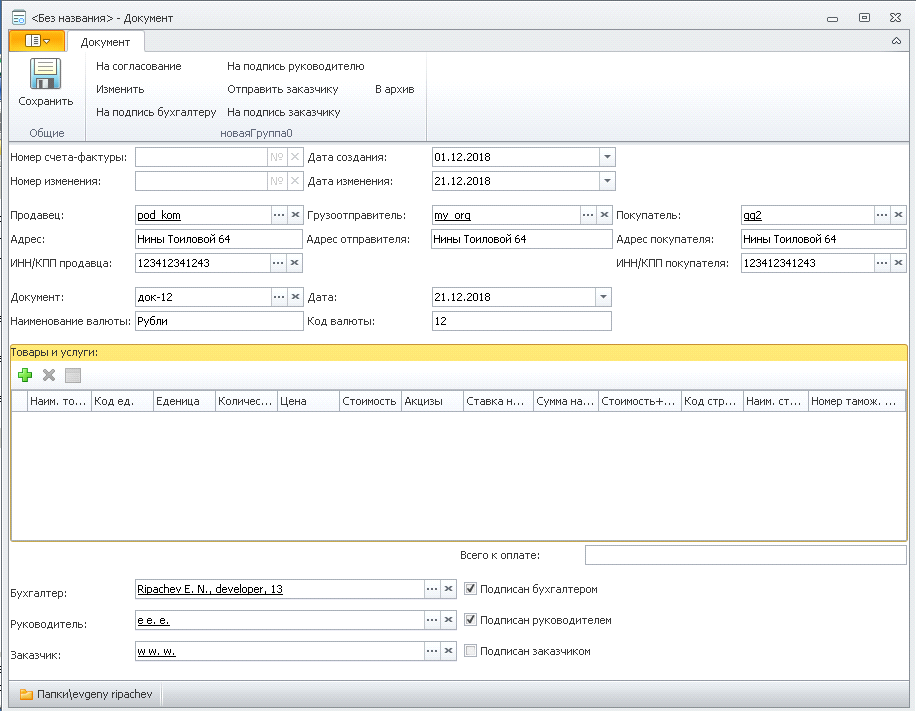 <Без названия> - Документ
Документ
На согласование На подпись руководителю
Изменить Отправить заказчику В архив
Сохранить
На подпись бухгалтеру На подпись заказчику
Общие новаяГруппа0
Номер счета-фактуры: № Дата создания: 01.12.2018
Номер изменения: № Дата изменения: 21.12.2018
Продавец: pod_kom Грузоотправитель: my_org Покупатель: gg2
Адрес: Нины Тоиловой 64 Адрес отправителя: Нины Тоиловой 64 Адрес покупателя: Нины Тоиловой 64
ИНН/КПП продавца: 123412341243 ИНН/КПП покупателя: 123412341243
Документ: док-12 Дата: 21.12.2018
Наименование валюты: Рубли Код валюты: 12
Товары и услуги:
Наим. то... Код ед. Еденица Количес... Цена Стоимость Акцизы Ставка н... Сумма на... Стоимость+... Код стр... Наим. ст... Номер тамож. ...
Всего к оплате:
Бухгалтер: Ripachev E. N., developer, 13 Подписан бухгалтером
Руководитель: e e. e. Подписан руководителем
Заказчик: w w. w. Подписан заказчиком
Папки\evgeny ripachev